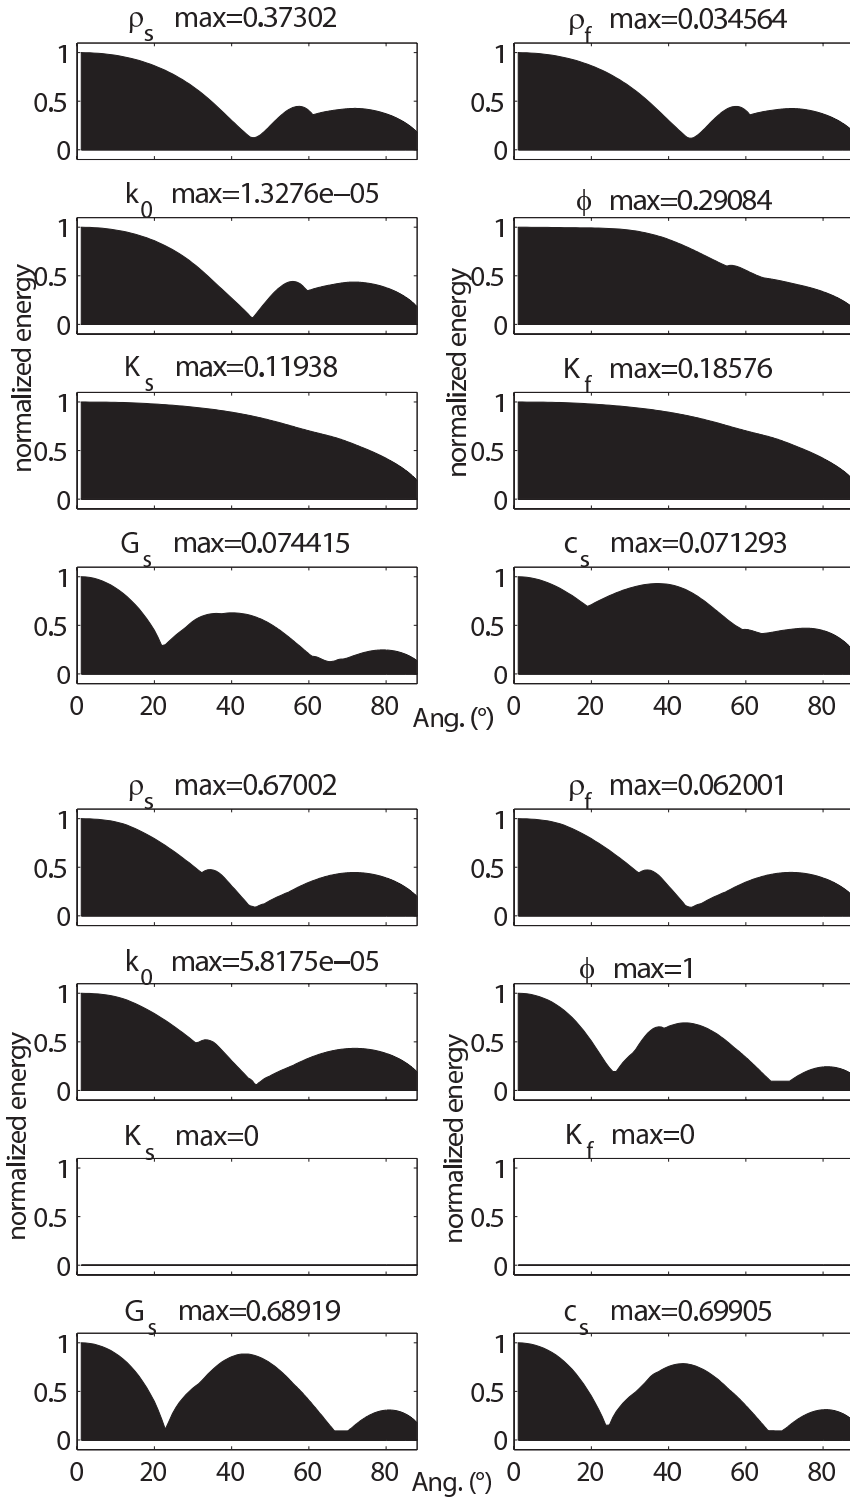 ρs max=0.37302
ρf max=0.034564
1
0.5
0
k0 max=1.3276e−05
ϕ max=0.29084
1
0.5
0
1
0.5
0
Ks max=0.11938
Kf max=0.18576
normalized energy
normalized energy
1
0.5
0
1
0.5
0
Gs max=0.074415
cs max=0.071293
1
0.5
0
1
0.5
0
1
0.5
0
0 20 40 60 80
Ang. (°)
0 20 40 60 80
ρs max=0.67002
ρf max=0.062001
1
0.5
0
1
0.5
0
k0 max=5.8175e−05
ϕ max=1
1
0.5
0
1
0.5
0
Ks max=0
Kf max=0
normalized energy
normalized energy
1
0.5
0
1
0.5
0
Gs max=0.68919
cs max=0.69905
1
0.5
0
1
0.5
0
0 20 40 60 80
Ang. (°)
0 20 40 60 80